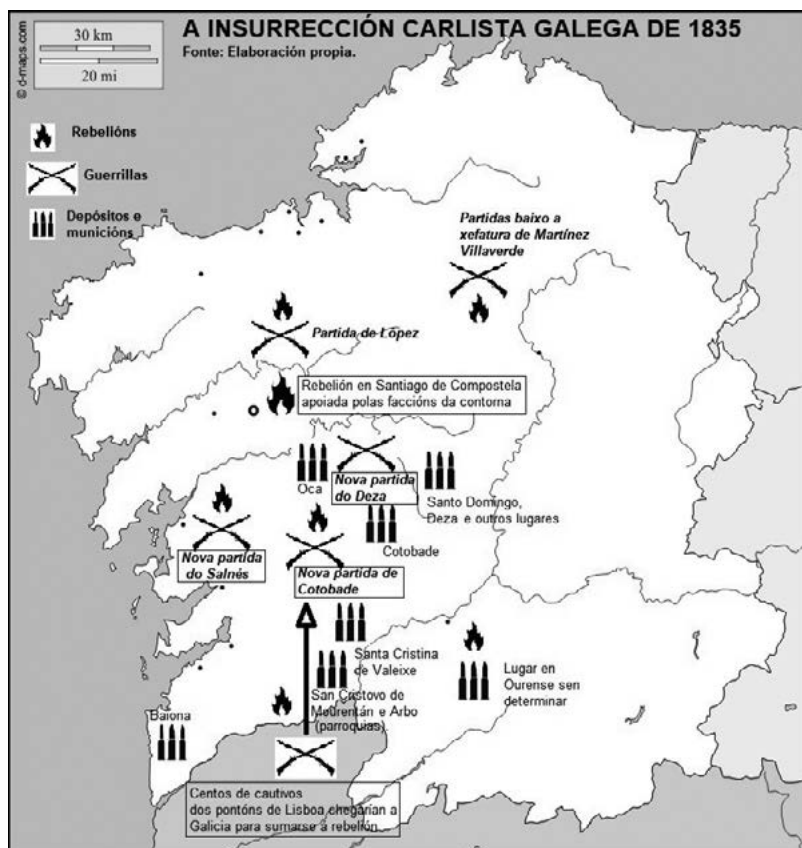 A INSURRECCIÓN CARLISTA GALEGA DE 1835
Fonte: Elaboración propia.
30 km
20 mi
© d-maps.com
Rebellións
Guerrillas
Depósitos e
municións
Partidas baixo a
xefatura de Martínez
Villaverde
Partida de López
Rebelión en Santiago de Compostela
apoiada polas faccións da contorna
Oca
Nova partida
do Deza
Santo Domingo,
Deza e outros lugares
Cotobade
Nova partida
do Salnés
Nova partida de
Cotobade
Santa Cristina
de Valeixe
San Cristovo de
Mourentán e Arbo
(parroquias).
Lugar en
Ourense sen
determinar
Baiona
Centos de cautivos
dos pontóns de Lisboa chegarían a
Galicia para sumarse á rebelión